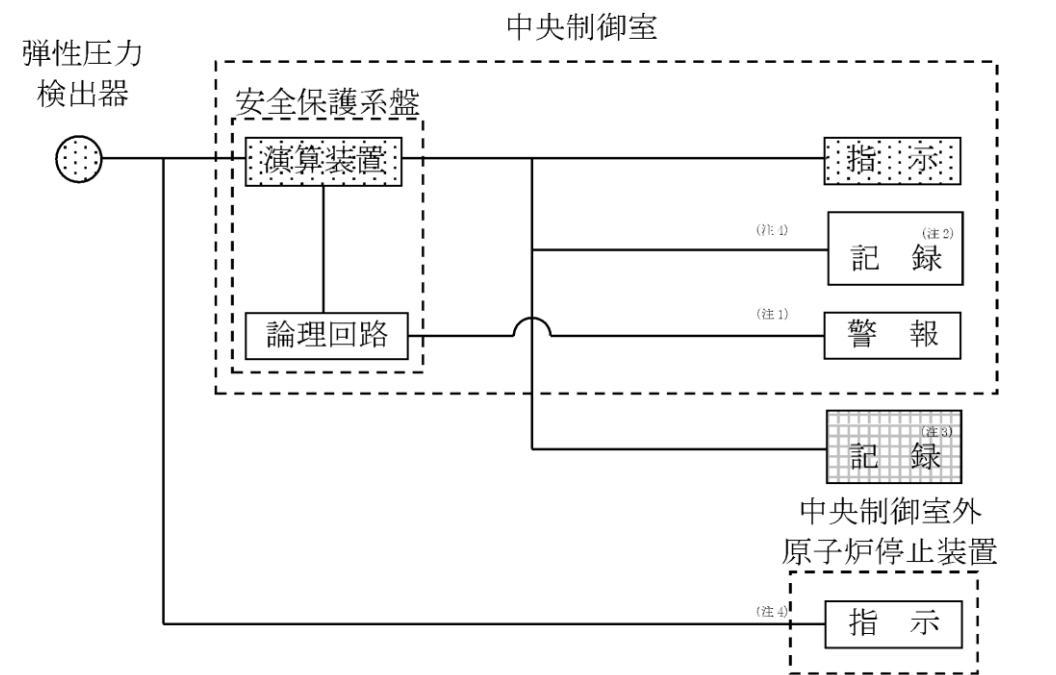 中央制御室
弾性圧力
検出器
安全保護系盤
演算装置
指 示
(注4)
(注2)
記 録
(注1)
論理回路
警 報
(注3)
記 録
中央制御室外
原子炉停止装置
(注4)
指 示